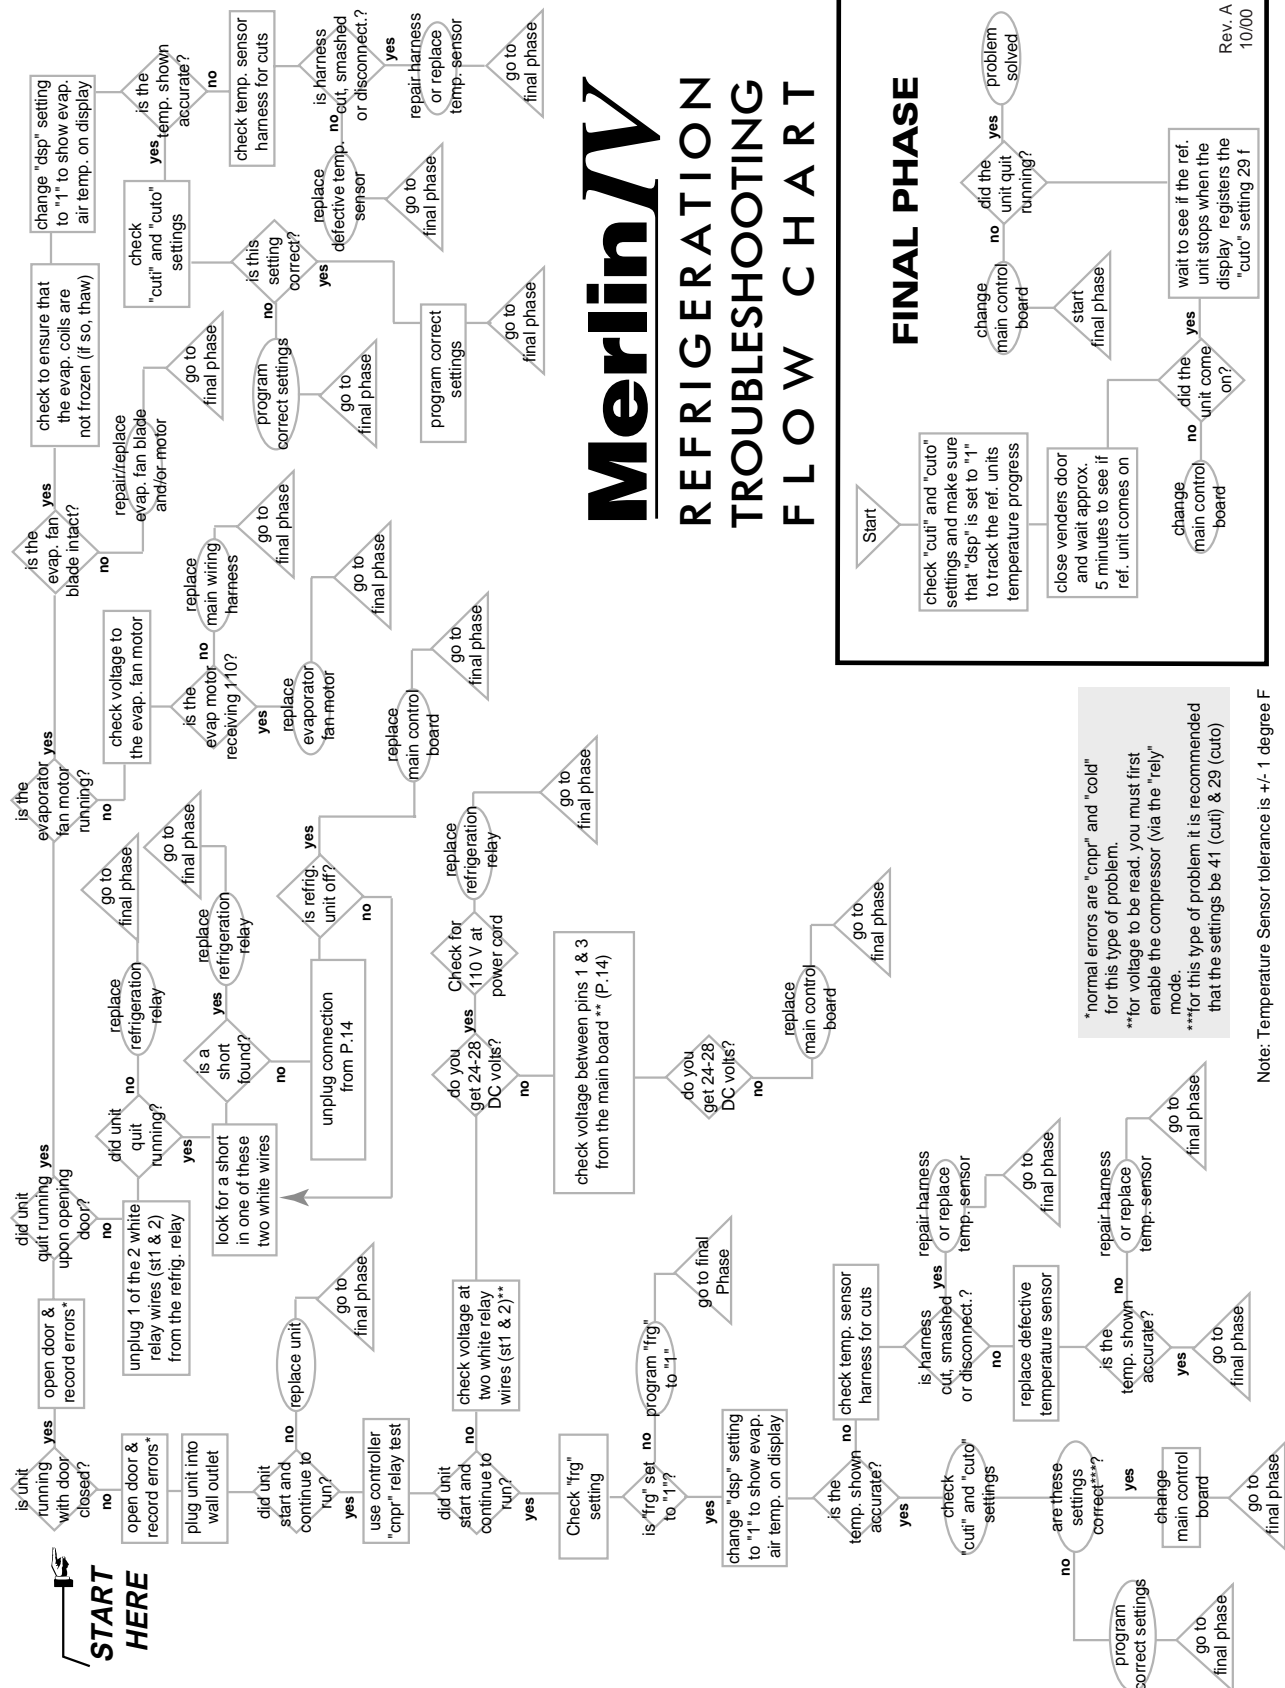 START
HERE
is unit
running
with door
closed?
yes
no
open door &
record errors*
did unit
quit running
upon opening
door?
yes
no
is the
evaporator
fan motor
running?
yes
no
is the
evap. fan
blade intact?
yes
no
check to ensure that
the evap. coils are
not frozen (if so, thaw)
change "dsp" setting
to "1" to show evap.
air temp. on display
is the
temp. shown
accurate?
yes
no
check temp. sensor
harness for cuts
is harness
cut, smashed
or disconnect.?
no
yes
repair harness
or replace
temp. sensor
go to
final phase
replace
defective temp.
sensor
go to
final phase
check
"cuti" and "cuto"
settings
is this
setting
correct?
no
yes
program
correct settings
go to
final phase
program correct
settings
go to
final phase
repair/replace
evap. fan blade
and/or motor
go to
final phase
check voltage to
the evap. fan motor
is the
evap motor
receiving 110?
no
yes
replace
main wiring
harness
go to
final phase
replace
evaporator
fan motor
go to
final phase
unplug 1 of the 2 white
relay wires (st1 & 2)
from the refrig. relay
did unit
quit
running?
no
yes
replace
refrigeration
relay
go to
final phase
look for a short
in one of these
two white wires
is a
short
found?
yes
no
replace
refrigeration
relay
go to
final phase
unplug connection
from P.14
is refrig.
unit off?
yes
no
replace
main control
board
go to
final phase
open door &
record errors*
plug unit into
wall outlet
did unit
start and
continue to
run?
no
yes
replace unit
go to
final phase
use controller
"cnpr" relay test
did unit
start and
continue to
run?
no
yes
check voltage at
two white relay
wires (st1 & 2)**
do you
get 24-28
DC volts?
yes
no
Check for
110 V at
power cord
replace
refrigeration
relay
go to
final phase
check voltage between pins 1 & 3
from the main board ** (P.14)
do you
get 24-28
DC volts?
no
replace
main control
board
go to
final phase
Check "frg"
setting
is "frg" set
to "1"?
no
yes
program "frg"
to "1"
go to final
Phase
change "dsp" setting
to "1" to show evap.
air temp. on display
is the
temp. shown
accurate?
no
yes
check temp. sensor
harness for cuts
is harness
cut, smashed
or disconnect.?
yes
no
repair harness
or replace
temp. sensor
go to
final phase
replace defective
temperature sensor
is the
temp. shown
accurate?
no
yes
repair harness
or replace
temp. sensor
go to
final phase
go to
final phase
check
"cuti" and "cuto"
settings
are these
settings
correct***?
no
yes
program
correct settings
go to
final phase
change
main control
board
go to
final phase
Merlin IV
REFRIGERATION
TROUBLESHOOTING
FLOW CHART
*normal errors are "cnpr" and "cold"
for this type of problem.
**for voltage to be read. you must first
enable the compressor (via the "rely"
mode.
***for this type of problem it is recommended
that the settings be 41 (cuti) & 29 (cuto)
Note: Temperature Sensor tolerance is +/- 1 degree F
FINAL PHASE
Start
check "cuti" and "cuto"
settings and make sure
that "dsp" is set to "1"
to track the ref. units
temperature progress
close venders door
and wait approx.
5 minutes to see if
ref. unit comes on
did the
unit come
on?
no
yes
change
main control
board
wait to see if the ref.
unit stops when the
display registers the
"cuto" setting 29 f
did the
unit quit
running?
no
yes
change
main control
board
start
final phase
problem
solved
Rev. A
10/00